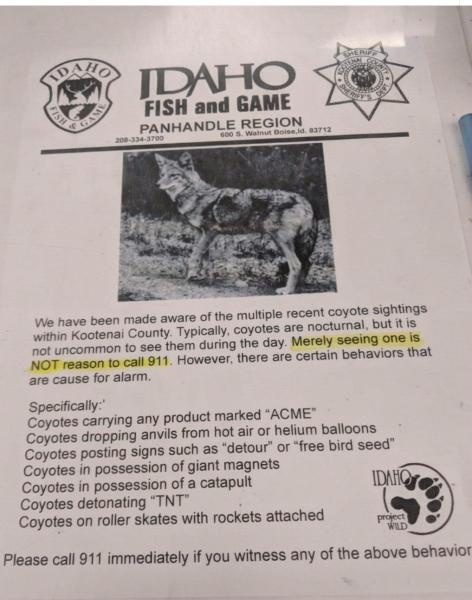 IDAHO
FISH & GAME
IDAHO
FISH and GAME
PANHANDLE REGION
208-334-3700
600 S. Walnut Boise,Id. 83712
SHERIFF
KOOTENAI COUNTY
SHERIFF'S DEPT.
We have been made aware of the multiple recent coyote sightings
within Kootenai County. Typically, coyotes are nocturnal, but it is
not uncommon to see them during the day. Merely seeing one is
NOT reason to call 911. However, there are certain behaviors that
are cause for alarm.
Specifically:'
Coyotes carrying any product marked “ACME”
Coyotes dropping anvils from hot air or helium balloons
Coyotes posting signs such as “detour” or “free bird seed”
Coyotes in possession of giant magnets
Coyotes in possession of a catapult
Coyotes detonating “TNT”
Coyotes on roller skates with rockets attached
IDAHO
project
WILD
Please call 911 immediately if you witness any of the above behavior